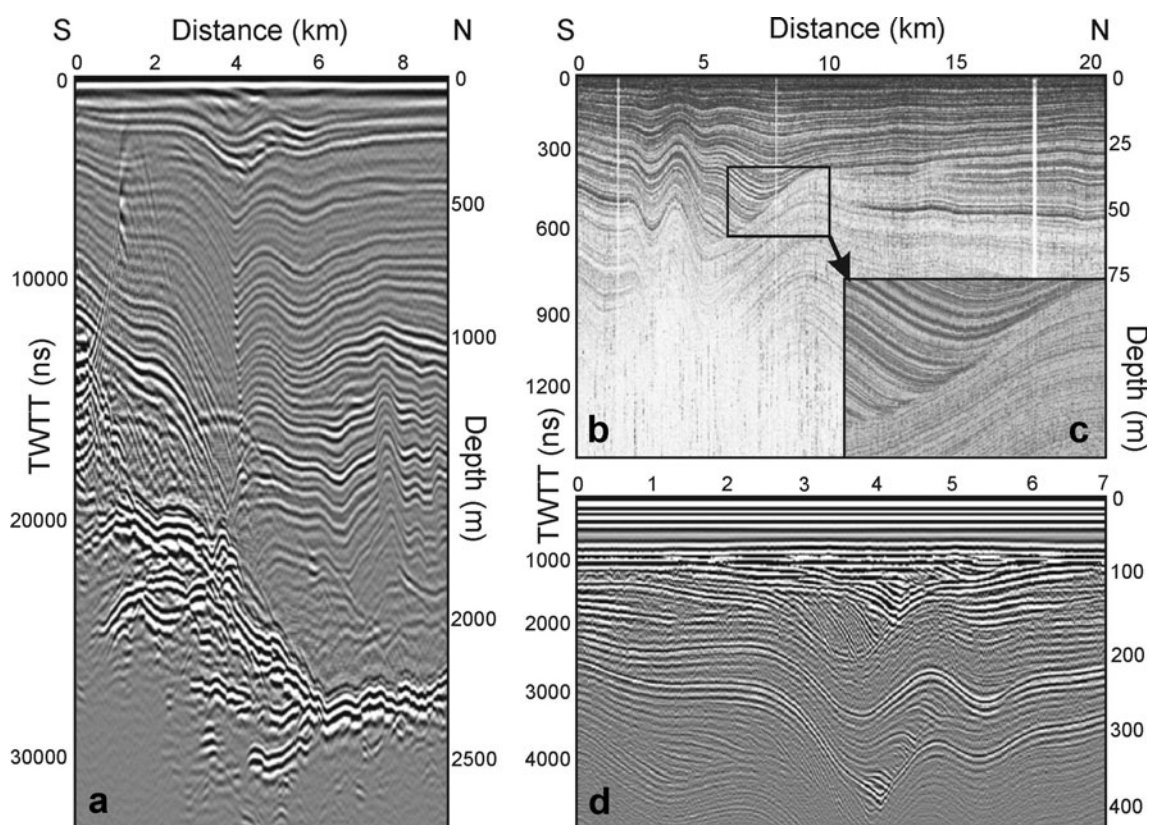 S Distance (km) N
0 2 4 6 8
0 10000 20000 30000
TWTT (ns)
0 500 1000 2000 2500
Depth (m)
a
S Distance (km) N
0 5 10 15 20
0 300 600 900 1200
TWTT (ns)
0 25 50 75
Depth (m)
b
c
0 1 2 3 4 5 6 7
1000 2000 3000 4000
0 100 200 300 400
d